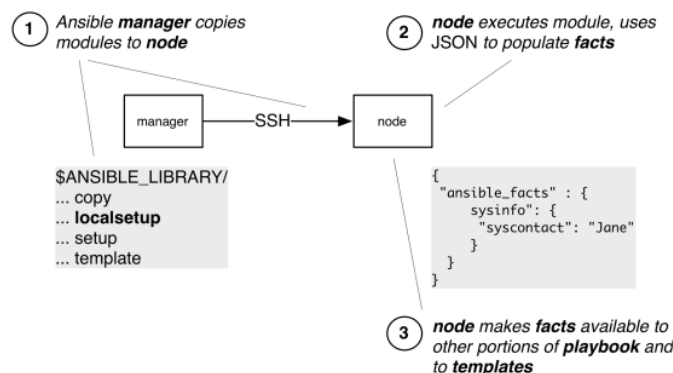 1
Ansible manager copies
modules to node
2
node executes module, uses
JSON to populate facts
manager
SSH
node
$ANSIBLE_LIBRARY/
... copy
... localsetup
... setup
... template
{
"ansible_facts" : {
sysinfo": {
"syscontact": "Jane"
}
}
}
3
node makes facts available to
other portions of playbook and
to templates